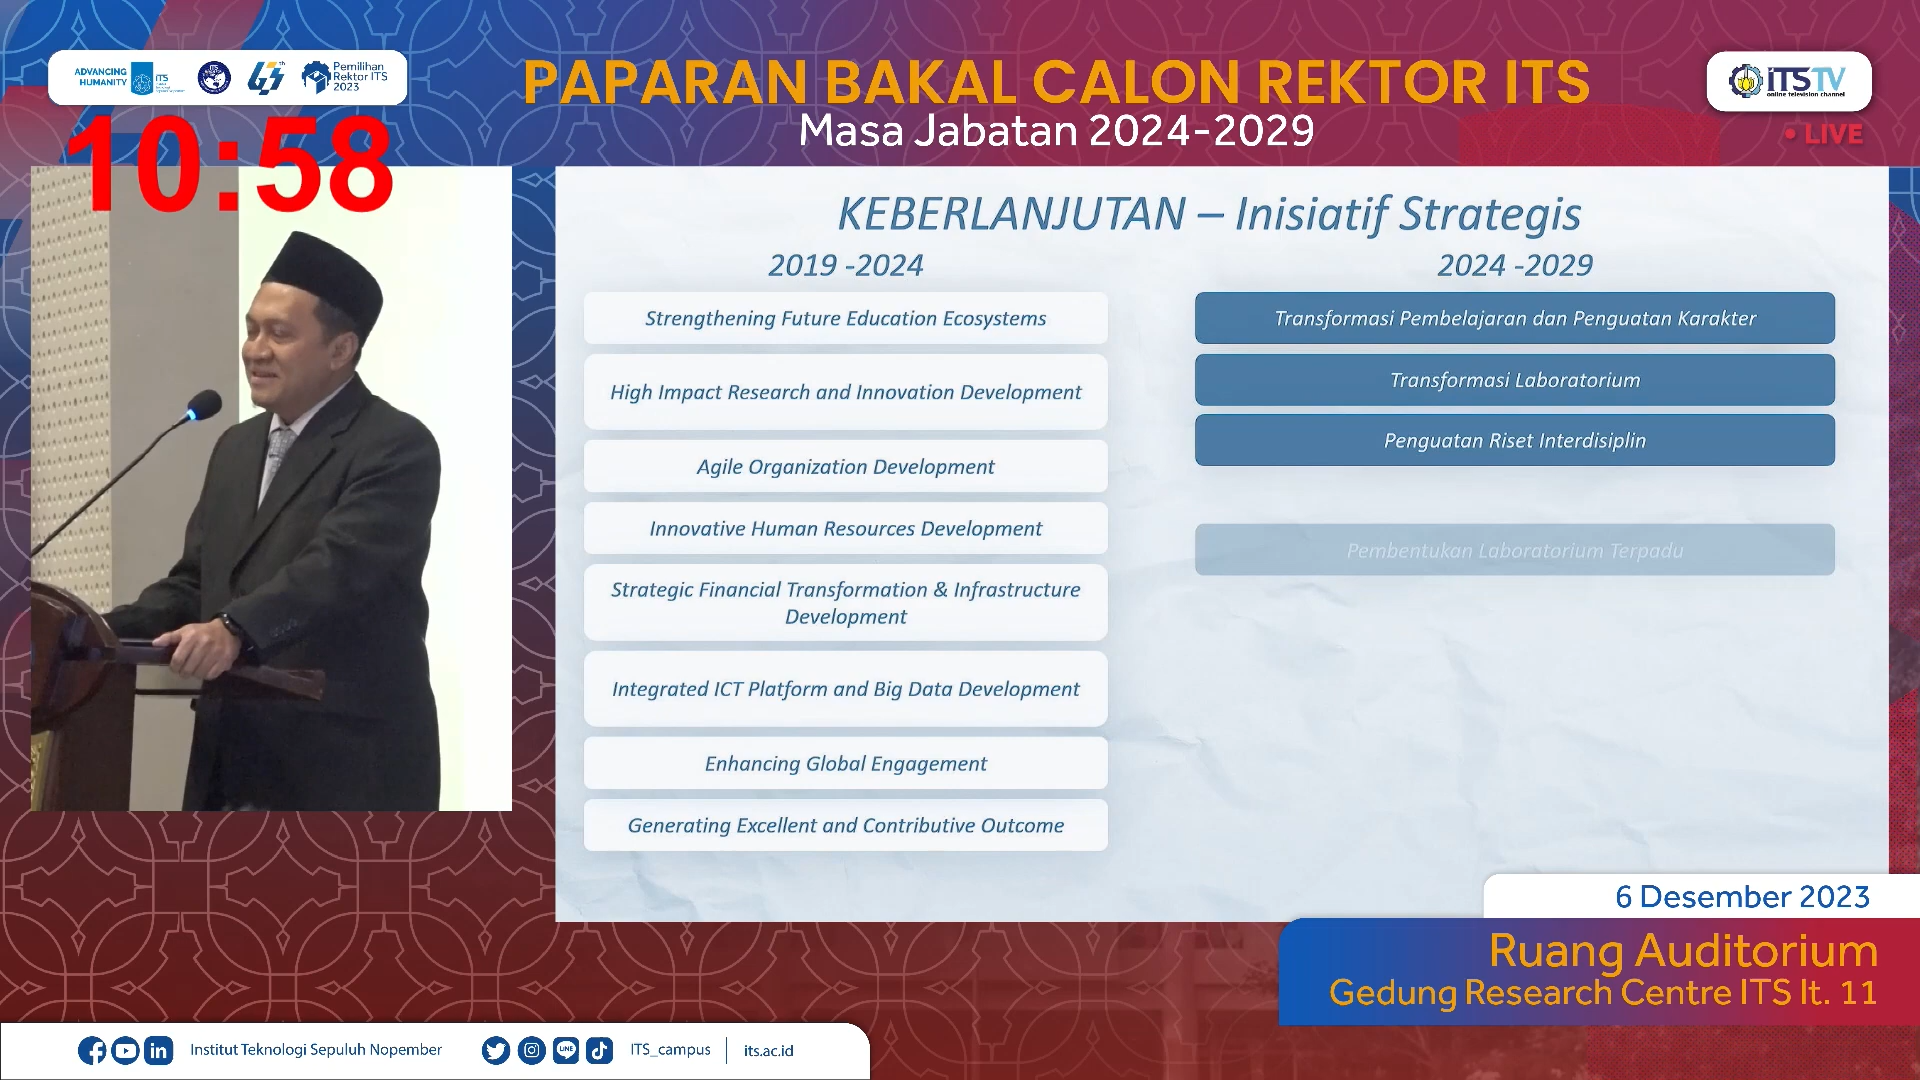 ADVANCING
HUMANITY
ITS
Pemilihan
Rektor ITS
2023
PAPARAN BAKAL CALON REKTOR ITS
Masa Jabatan 2024-2029
iTSTV
online television channel
• LIVE
10:58
KEBERLANJUTAN – Inisiatif Strategis
2019 -2024
Strengthening Future Education Ecosystems
High Impact Research and Innovation Development
Agile Organization Development
Innovative Human Resources Development
Strategic Financial Transformation & Infrastructure
Development
Integrated ICT Platform and Big Data Development
Enhancing Global Engagement
Generating Excellent and Contributive Outcome
2024 -2029
Transformasi Pembelajaran dan Penguatan Karakter
Transformasi Laboratorium
Penguatan Riset Interdisiplin
Pembentukan Laboratorium Terpadu
6 Desember 2023
Ruang Auditorium
Gedung Research Centre ITS lt. 11
Institut Teknologi Sepuluh Nopember
LINE
ITS_campus
its.ac.id